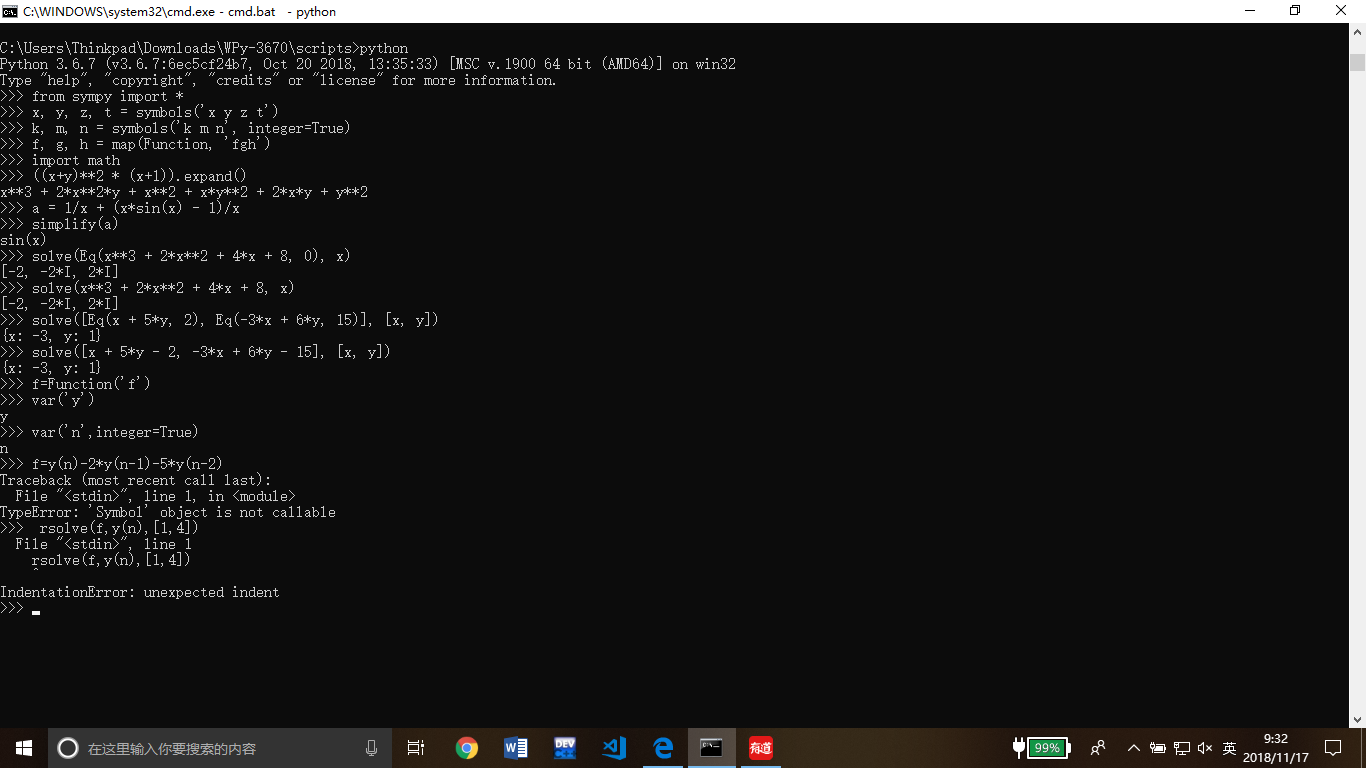 C:\WINDOWS\system32\cmd.exe - cmd.bat - python
C:\Users\Thinkpad\Downloads\WPy-3670\scripts>python
Python 3.6.7 (v3.6.7:6ec5cf24b7, Oct 20 2018, 13:35:33) [MSC v.1900 64 bit (AMD64)] on win32
Type "help", "copyright", "credits" or "license" for more information.
>>> from sympy import *
>>> x, y, z, t = symbols('x y z t')
>>> k, m, n = symbols('k m n', integer=True)
>>> f, g, h = map(Function, 'fgh')
>>> import math
>>> ((x+y)**2 * (x+1)).expand()
x**3 + 2*x**2*y + x**2 + x*y**2 + 2*x*y + y**2
>>> a = 1/x + (x*sin(x) - 1)/x
>>> simplify(a)
sin(x)
>>> solve(Eq(x**3 + 2*x**2 + 4*x + 8, 0), x)
[-2, -2*I, 2*I]
>>> solve(x**3 + 2*x**2 + 4*x + 8, x)
[-2, -2*I, 2*I]
>>> solve([Eq(x + 5*y, 2), Eq(-3*x + 6*y, 15)], [x, y])
{x: -3, y: 1}
>>> solve([x + 5*y - 2, -3*x + 6*y - 15], [x, y])
{x: -3, y: 1}
>>> f=Function('f')
>>> var('y')
y
>>> var('n',integer=True)
n
>>> f=y(n)-2*y(n-1)-5*y(n-2)
Traceback (most recent call last):
  File "<stdin>", line 1, in <module>
TypeError: 'Symbol' object is not callable
>>>  rsolve(f,y(n),[1,4])
  File "<stdin>", line 1
    rsolve(f,y(n),[1,4])
    ^
IndentationError: unexpected indent
>>>
在这里输入你要搜索的内容
W
DEV
C:\
有道
99%
英
9:32
2018/11/17